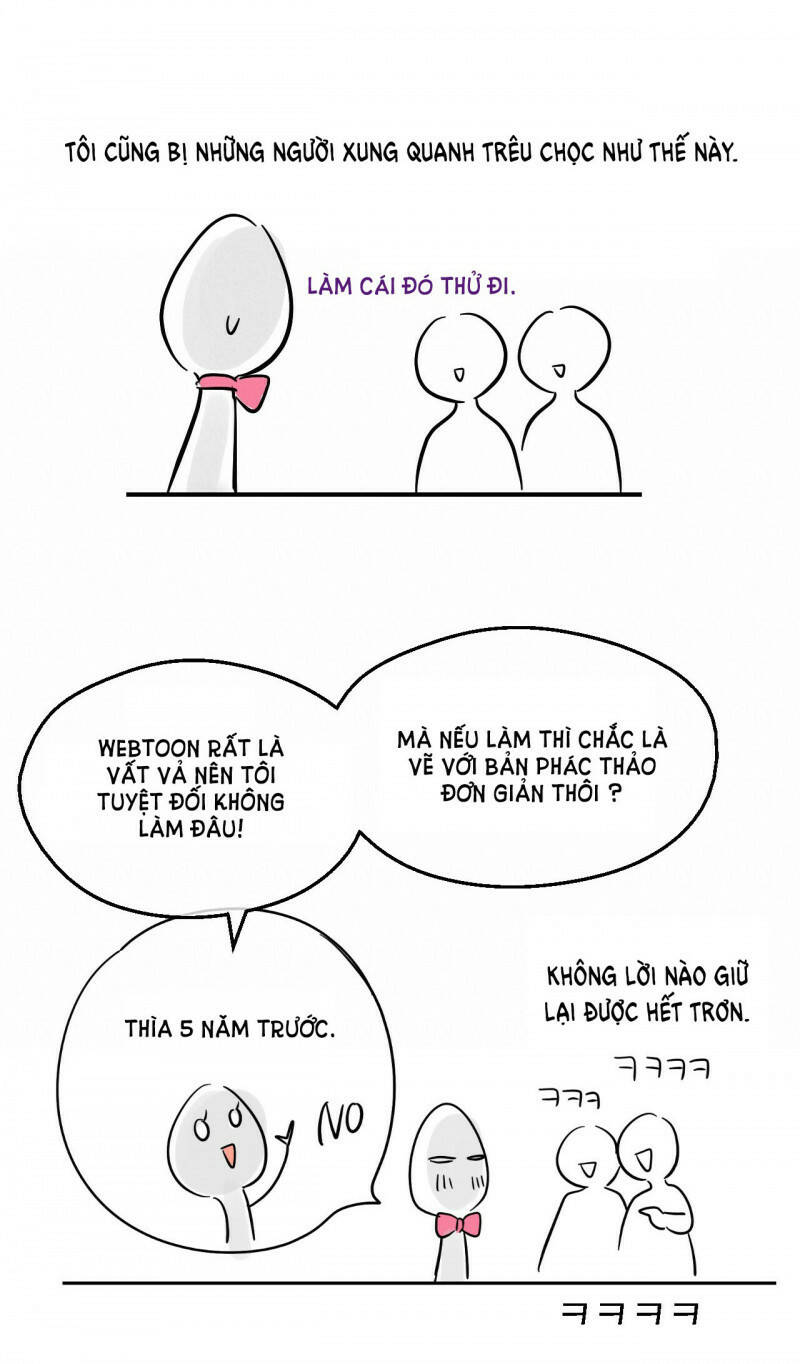 TÔI CŨNG BỊ NHỮNG NGƯỜI XUNG QUANH TRÊU CHỌC NHƯ THẾ NÀY.
LÀM CÁI ĐÓ THỬ ĐI.
WEBTOON RẤT LÀ
VẤT VẢ NÊN TÔI
TUYỆT ĐỐI KHÔNG
LÀM ĐÂU!
MÀ NẾU LÀM THÌ CHẮC LÀ
VẼ VỚI BẢN PHÁC THẢO
ĐƠN GIẢN THÔI ?
THÌA 5 NĂM TRƯỚC.
NO
KHÔNG LỜI NÀO GIỮ
LẠI ĐƯỢC HẾT TRƠN.
ㅋㅋㅋㅋ
ㅋㅋㅋ
ㅋㅋㅋㅋ